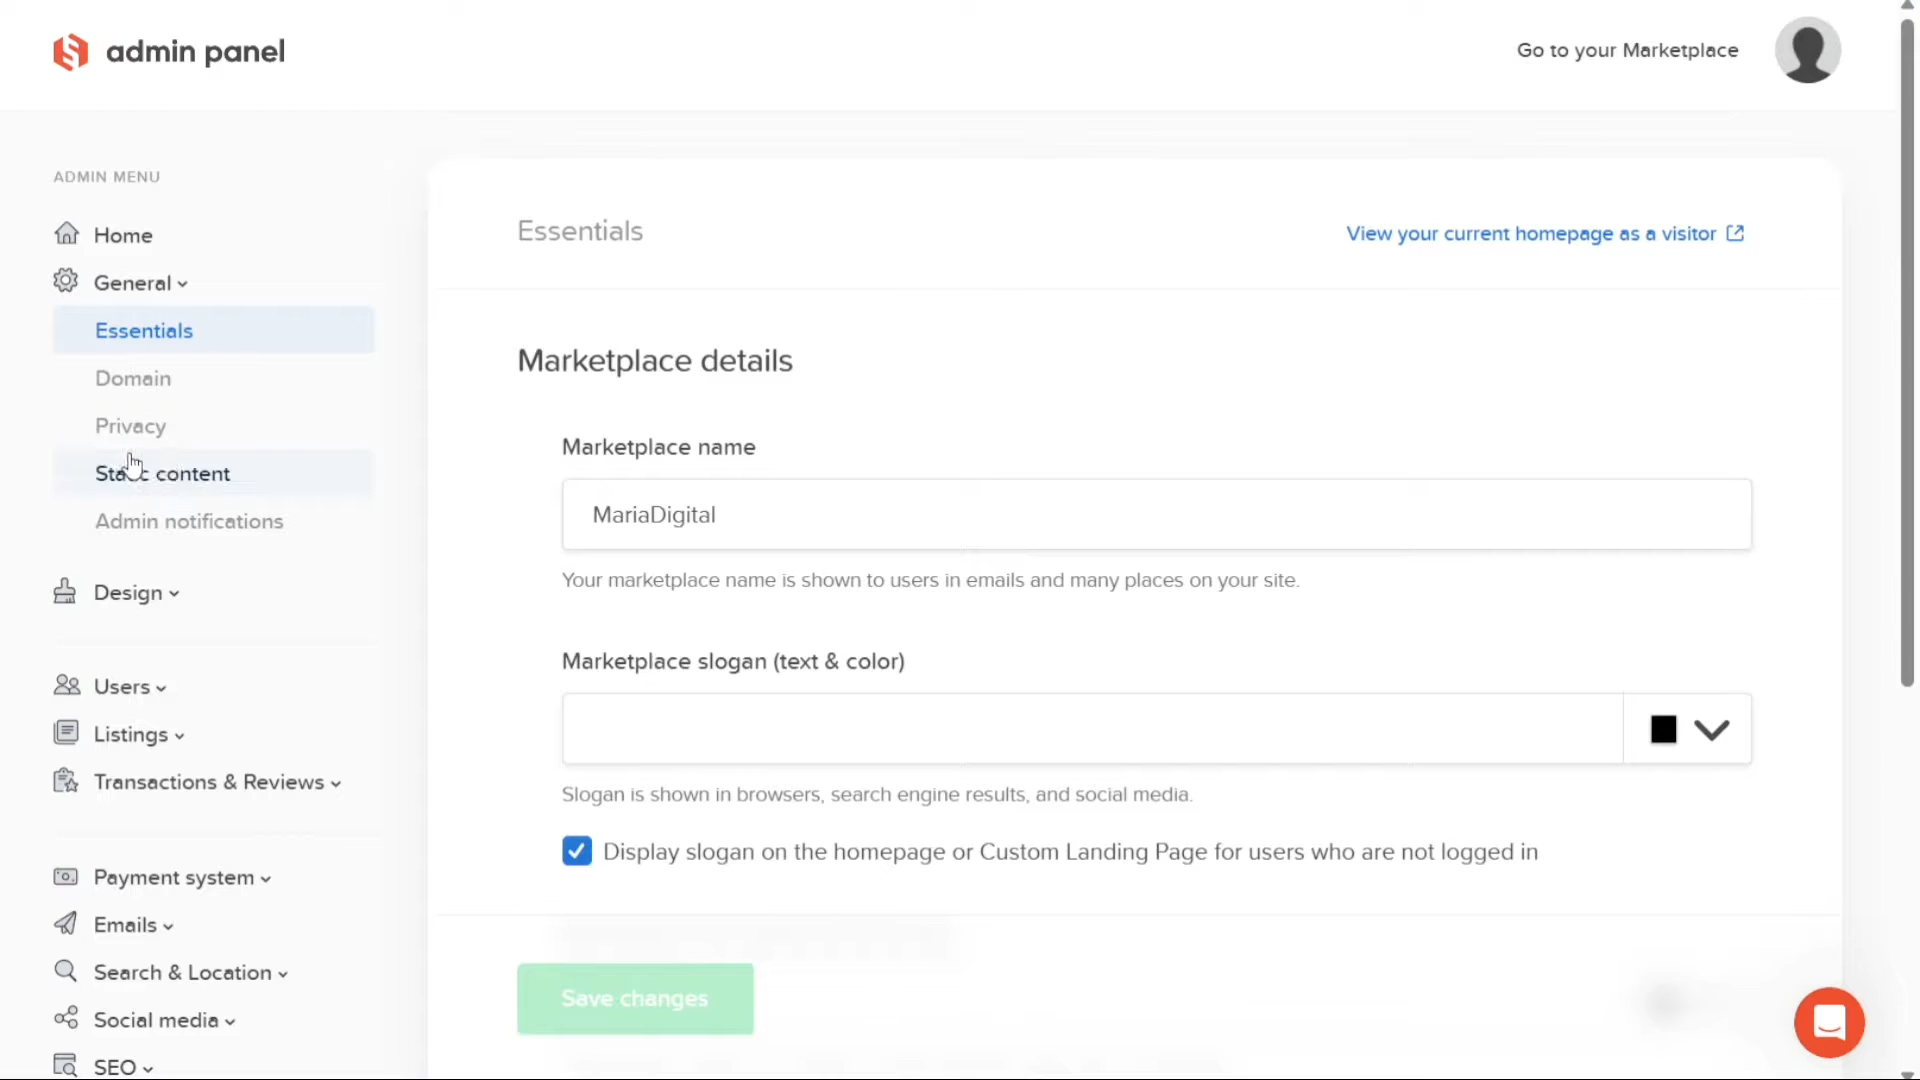 admin panel
Go to your Marketplace
ADMIN MENU
Home
General
Essentials
Domain
Privacy
Static content
Admin notifications
Design
Users
Listings
Transactions & Reviews
Payment system
Emails
Search & Location
Social media
SEO
Essentials
View your current homepage as a visitor
Marketplace details
Marketplace name
MariaDigital
Your marketplace name is shown to users in emails and many places on your site.
Marketplace slogan (text & color)
Slogan is shown in browsers, search engine results, and social media.
Display slogan on the homepage or Custom Landing Page for users who are not logged in
Save changes